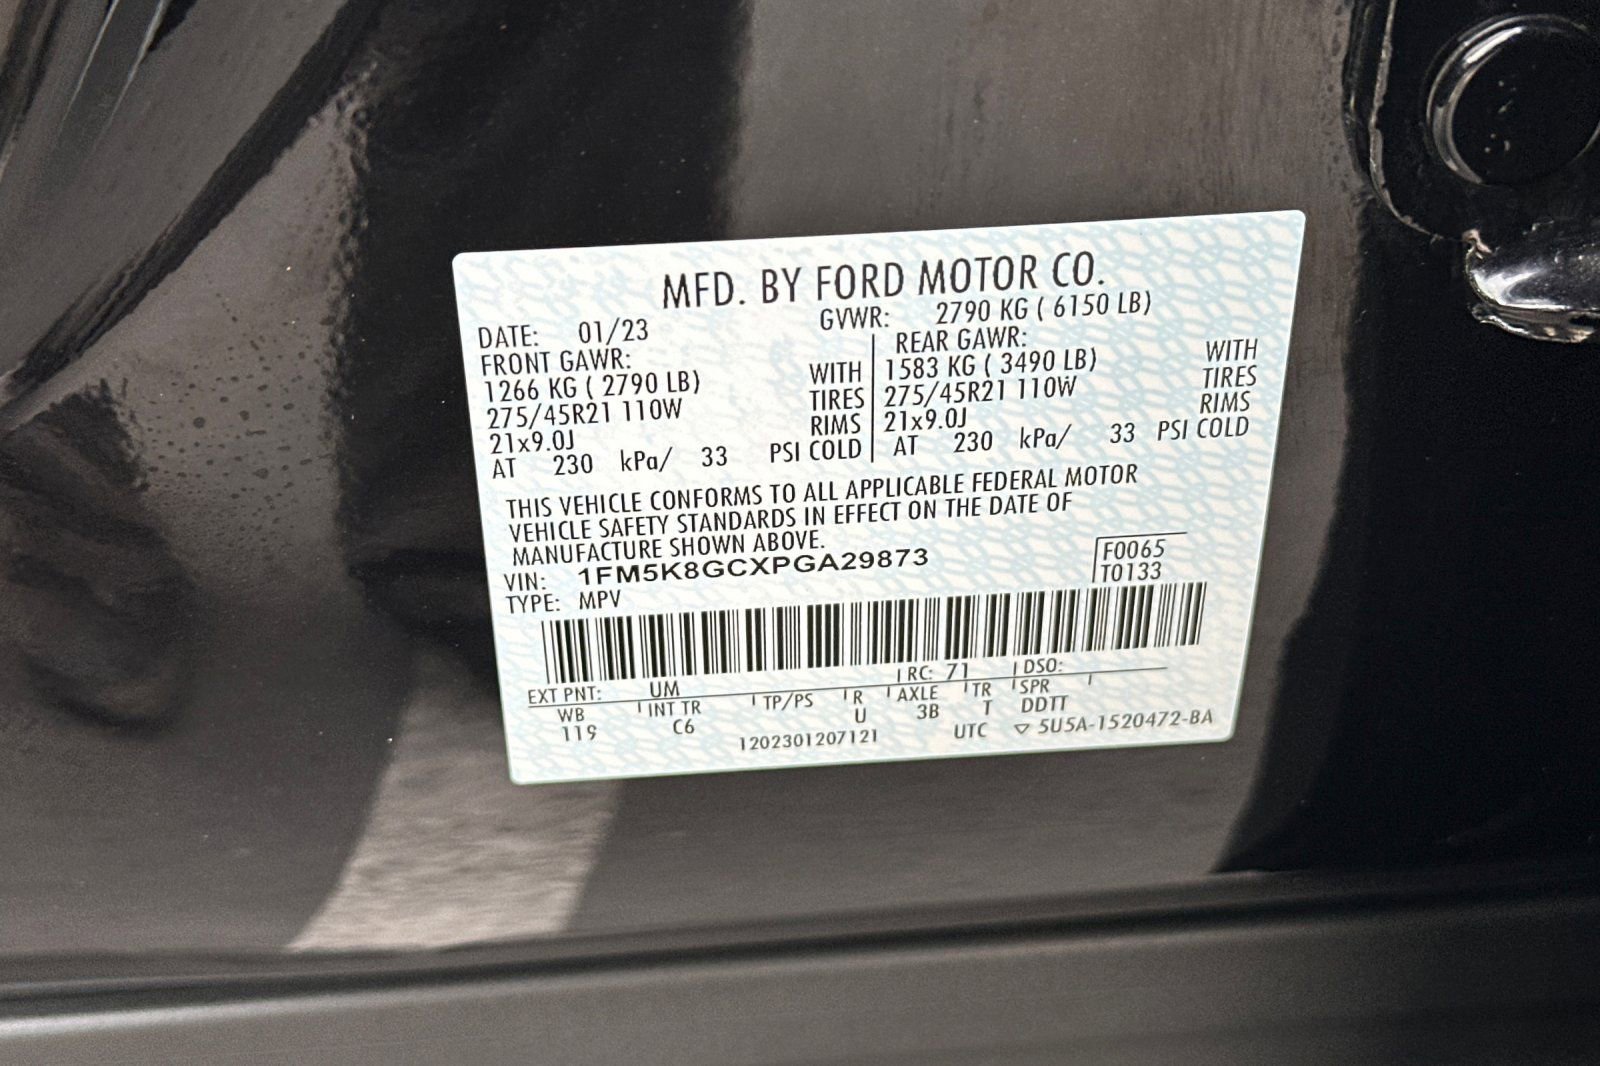 MFD. BY FORD MOTOR CO.
DATE: 01/23 GVWR: 2790 KG ( 6150 LB)
FRONT GAWR: REAR GAWR:
1266 KG ( 2790 LB) WITH 1583 KG ( 3490 LB) WITH
275/45R21 110W TIRES 275/45R21 110W TIRES
21x9.0J RIMS 21x9.0J RIMS
AT 230 kPa/ 33 PSI COLD AT 230 kPa/ 33 PSI COLD
THIS VEHICLE CONFORMS TO ALL APPLICABLE FEDERAL MOTOR
VEHICLE SAFETY STANDARDS IN EFFECT ON THE DATE OF
MANUFACTURE SHOWN ABOVE.
VIN: 1FM5K8GCXPGA29873 F0065
TYPE: MPV T0133
EXT PNT: UM RC: 71 DSO:
WB INT TR TP/PS R AXLE TR SPR
119 C6 U 3B T DDTT
1202301207121 UTC ▽ 5U5A-1520472-BA